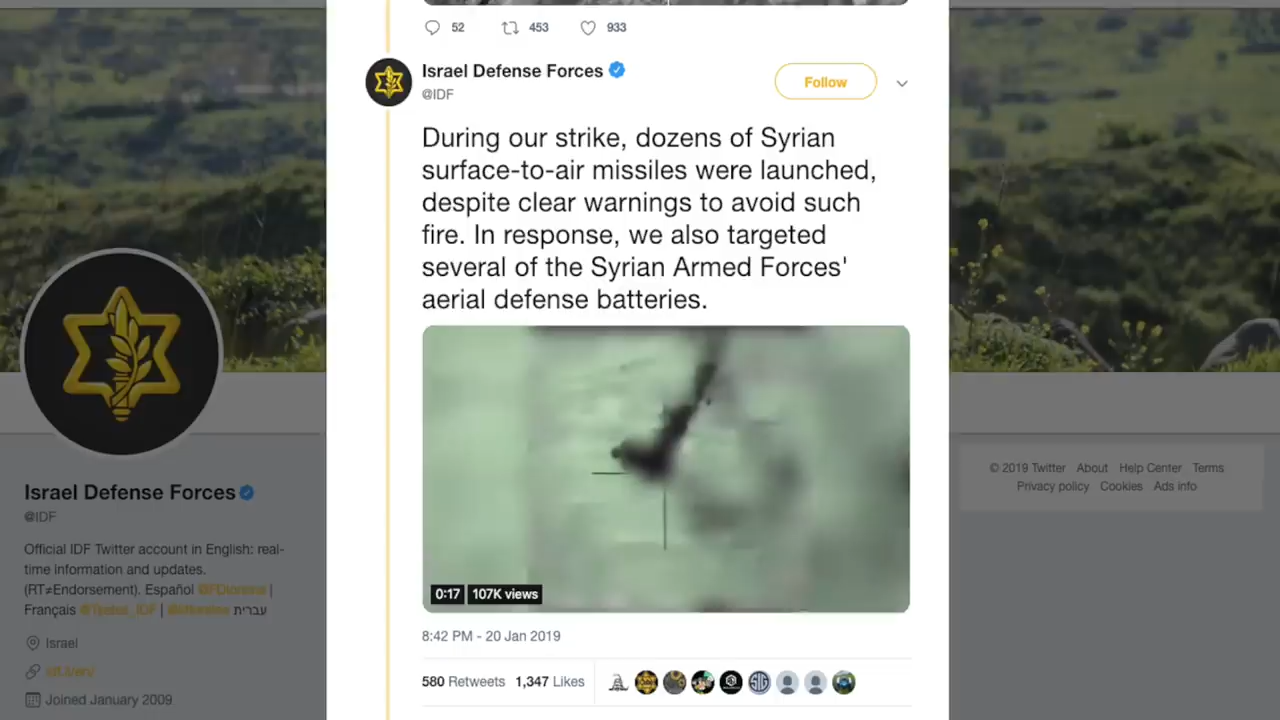 52 453 933
Israel Defense Forces
@IDF
Follow
During our strike, dozens of Syrian
surface-to-air missiles were launched,
despite clear warnings to avoid such
fire. In response, we also targeted
several of the Syrian Armed Forces'
aerial defense batteries.
0:17 107K views
8:42 PM - 20 Jan 2019
580 Retweets 1,347 Likes
Israel Defense Forces
@IDF
Official IDF Twitter account in English: real-
time information and updates.
(RT≠Endorsement). Español |
Français | עברית
Israel
Joined January 2009
© 2019 Twitter About Help Center Terms
Privacy policy Cookies Ads info